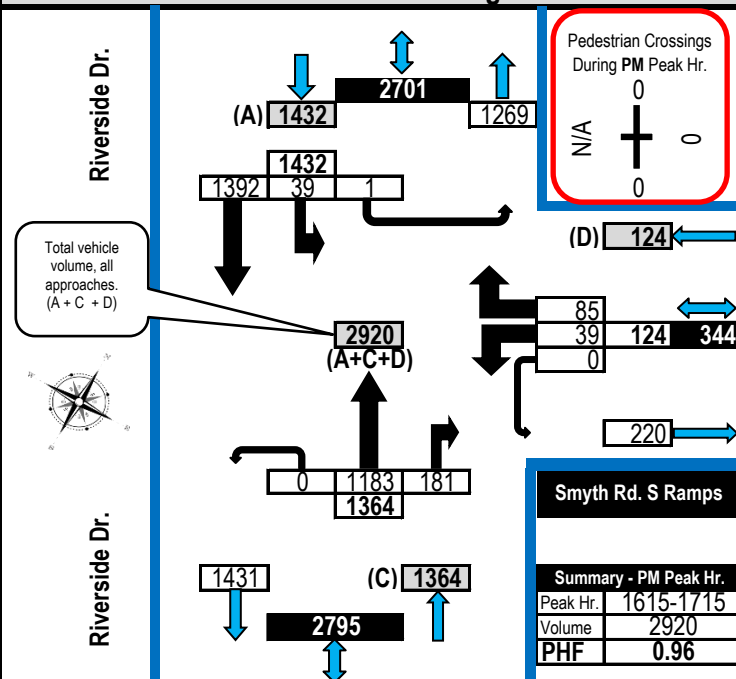 Riverside Dr.
2701
(A) 1432
1269
Pedestrian Crossings
During PM Peak Hr.
0
N/A
0
0
1432
1392 39 1
(D) 124
Total vehicle
volume, all
approaches.
(A + C + D)
85
39 124 344
0
2920
(A+C+D)
220
0 1183 181
1364
Smyth Rd. S Ramps
Riverside Dr.
1431
(C) 1364
2795
Summary - PM Peak Hr.
Peak Hr. 1615-1715
Volume 2920
PHF 0.96